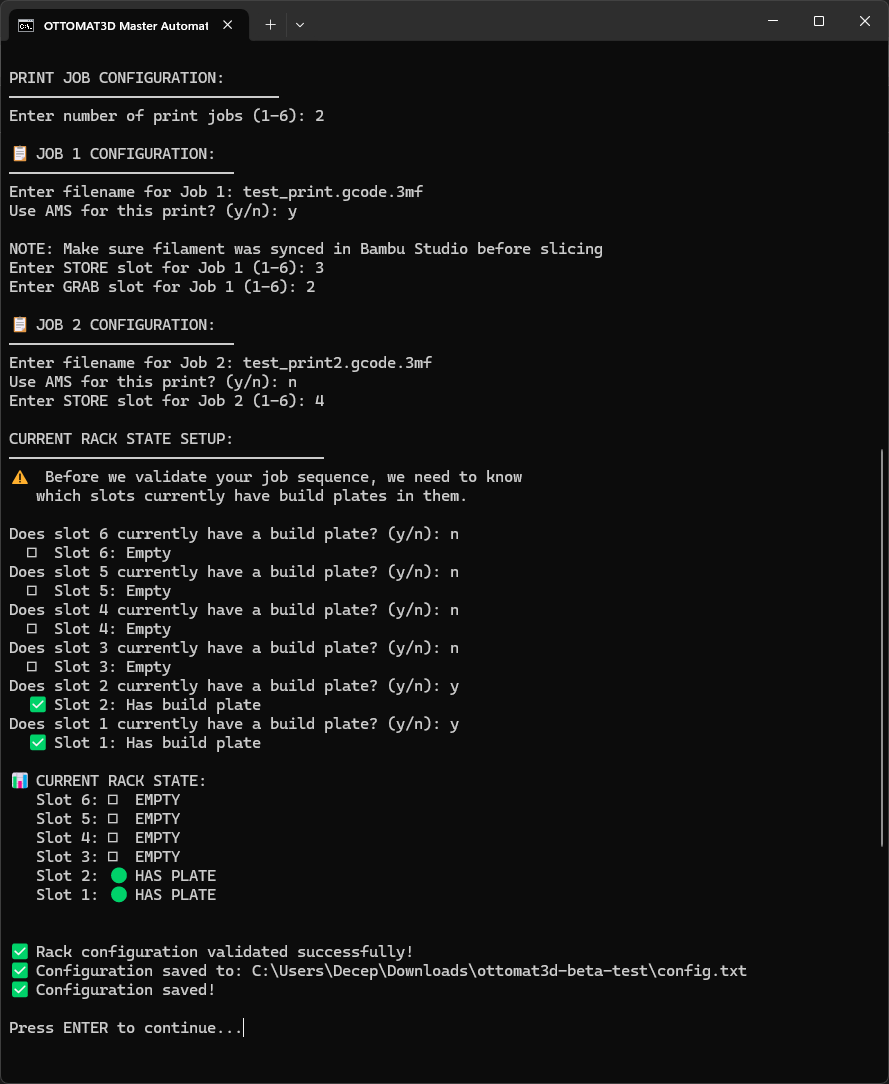 OTTOMAT3D Master Automat
PRINT JOB CONFIGURATION:
Enter number of print jobs (1-6): 2
📋 JOB 1 CONFIGURATION:
Enter filename for Job 1: test_print.gcode.3mf
Use AMS for this print? (y/n): y
NOTE: Make sure filament was synced in Bambu Studio before slicing
Enter STORE slot for Job 1 (1-6): 3
Enter GRAB slot for Job 1 (1-6): 2
📋 JOB 2 CONFIGURATION:
Enter filename for Job 2: test_print2.gcode.3mf
Use AMS for this print? (y/n): n
Enter STORE slot for Job 2 (1-6): 4
CURRENT RACK STATE SETUP:
⚠️ Before we validate your job sequence, we need to know
which slots currently have build plates in them.
Does slot 6 currently have a build plate? (y/n): n
□ Slot 6: Empty
Does slot 5 currently have a build plate? (y/n): n
□ Slot 5: Empty
Does slot 4 currently have a build plate? (y/n): n
□ Slot 4: Empty
Does slot 3 currently have a build plate? (y/n): n
□ Slot 3: Empty
Does slot 2 currently have a build plate? (y/n): y
✅ Slot 2: Has build plate
Does slot 1 currently have a build plate? (y/n): y
✅ Slot 1: Has build plate
📊 CURRENT RACK STATE:
Slot 6: □ EMPTY
Slot 5: □ EMPTY
Slot 4: □ EMPTY
Slot 3: □ EMPTY
Slot 2: 🟢 HAS PLATE
Slot 1: 🟢 HAS PLATE
✅ Rack configuration validated successfully!
✅ Configuration saved to: C:\Users\Decep\Downloads\ottomat3d-beta-test\config.txt
✅ Configuration saved!
Press ENTER to continue...